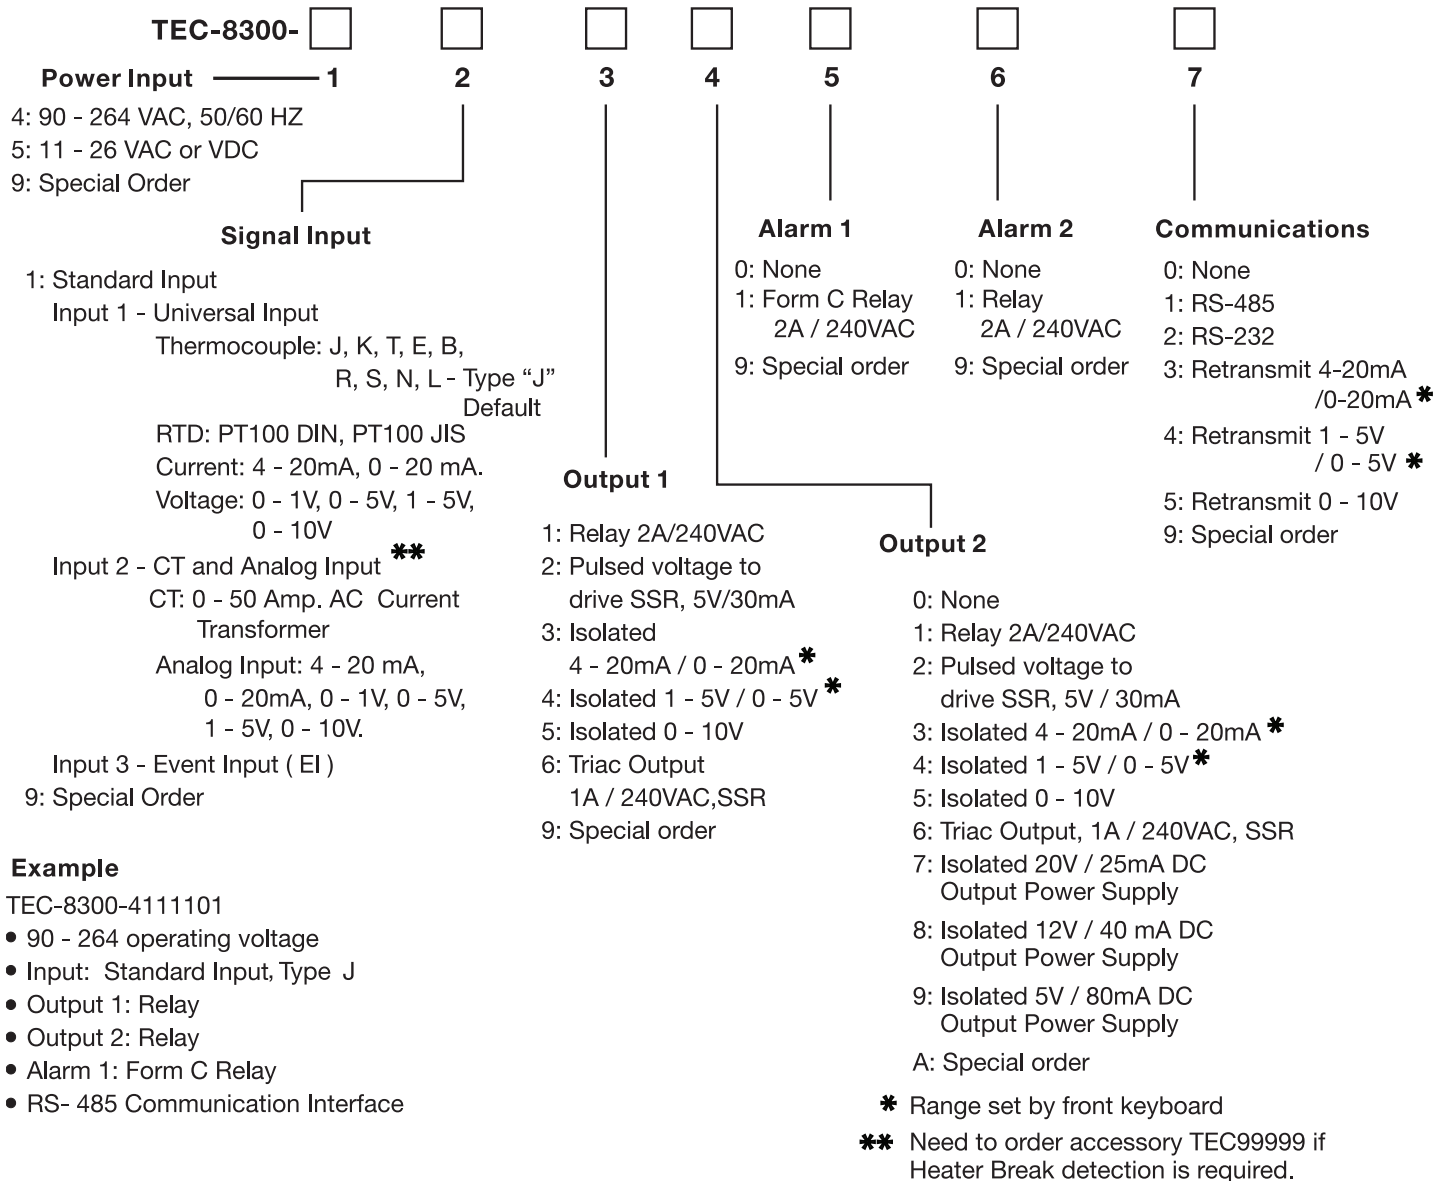 TEC-8300-
Power Input 1 2 3 4 5 6 7
4: 90 - 264 VAC, 50/60 HZ
5: 11 - 26 VAC or VDC
9: Special Order
Signal Input
1: Standard Input
Input 1 - Universal Input
Thermocouple: J, K, T, E, B,
R, S, N, L - Type “J”
Default
RTD: PT100 DIN, PT100 JIS
Current: 4 - 20mA, 0 - 20 mA.
Voltage: 0 - 1V, 0 - 5V, 1 - 5V,
0 - 10V
Input 2 - CT and Analog Input **
CT: 0 - 50 Amp. AC Current
Transformer
Analog Input: 4 - 20 mA,
0 - 20mA, 0 - 1V, 0 - 5V,
1 - 5V, 0 - 10V.
Input 3 - Event Input ( EI )
9: Special Order
Output 1
1: Relay 2A/240VAC
2: Pulsed voltage to
drive SSR, 5V/30mA
3: Isolated
4 - 20mA / 0 - 20mA *
4: Isolated 1 - 5V / 0 - 5V *
5: Isolated 0 - 10V
6: Triac Output
1A / 240VAC,SSR
9: Special order
Output 2
0: None
1: Relay 2A/240VAC
2: Pulsed voltage to
drive SSR, 5V / 30mA
3: Isolated 4 - 20mA / 0 - 20mA *
4: Isolated 1 - 5V / 0 - 5V *
5: Isolated 0 - 10V
6: Triac Output, 1A / 240VAC, SSR
7: Isolated 20V / 25mA DC
Output Power Supply
8: Isolated 12V / 40 mA DC
Output Power Supply
9: Isolated 5V / 80mA DC
Output Power Supply
A: Special order
Alarm 1
0: None
1: Form C Relay
2A / 240VAC
9: Special order
Alarm 2
0: None
1: Relay
2A / 240VAC
9: Special order
Communications
0: None
1: RS-485
2: RS-232
3: Retransmit 4-20mA
/0-20mA *
4: Retransmit 1 - 5V
/ 0 - 5V *
5: Retransmit 0 - 10V
9: Special order
Example
TEC-8300-4111101
• 90 - 264 operating voltage
• Input: Standard Input, Type J
• Output 1: Relay
• Output 2: Relay
• Alarm 1: Form C Relay
• RS- 485 Communication Interface
* Range set by front keyboard
** Need to order accessory TEC99999 if
Heater Break detection is required.